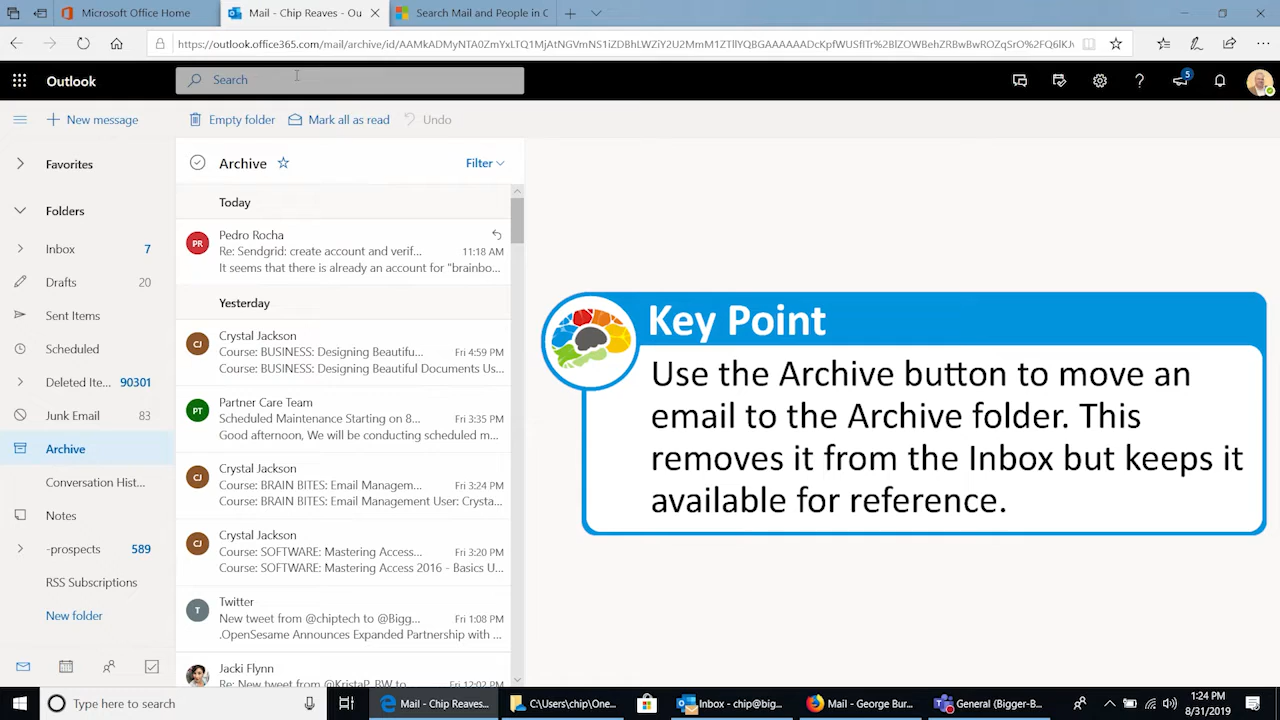 Microsoft Office Home
Mail - Chip Reaves - Ou
Search Mail and People in O
https://outlook.office365.com/mail/archive/id/
Outlook
Search
5
New message
Empty folder
Mark all as read
Undo
Favorites
Folders
Inbox 7
Drafts 20
Sent Items
Scheduled
Deleted Ite... 90301
Junk Email 83
Archive
Conversation Hist...
Notes
-prospects 589
RSS Subscriptions
New folder
Archive
Filter
Today
PR
Pedro Rocha
Re: Sendgrid: create account and verif... 11:18 AM
It seems that there is already an account for "brainbo...
Yesterday
CJ
Crystal Jackson
Course: BUSINESS: Designing Beautifu... Fri 4:59 PM
Course: BUSINESS: Designing Beautiful Documents Us...
PT
Partner Care Team
Scheduled Maintenance Starting on 8... Fri 3:35 PM
Good afternoon, We will be conducting scheduled m...
CJ
Crystal Jackson
Course: BRAIN BITES: Email Managem... Fri 3:24 PM
Course: BRAIN BITES: Email Management User: Crysta...
CJ
Crystal Jackson
Course: SOFTWARE: Mastering Access... Fri 3:20 PM
Course: SOFTWARE: Mastering Access 2016 - Basics U...
T
Twitter
New tweet from @chiptech to @Bigg... Fri 1:08 PM
.OpenSesame Announces Expanded Partnership with ...
Jacki Flynn
Re: New tweet from @KristaP_BW to... Fri 12:02 PM
Key Point
Use the Archive button to move an
email to the Archive folder. This
removes it from the Inbox but keeps it
available for reference.
Type here to search
Mail - Chip Reaves...
C:\Users\chip\One...
Inbox - chip@big...
Mail - George Bur...
General (Bigger-B...
1:24 PM
8/31/2019